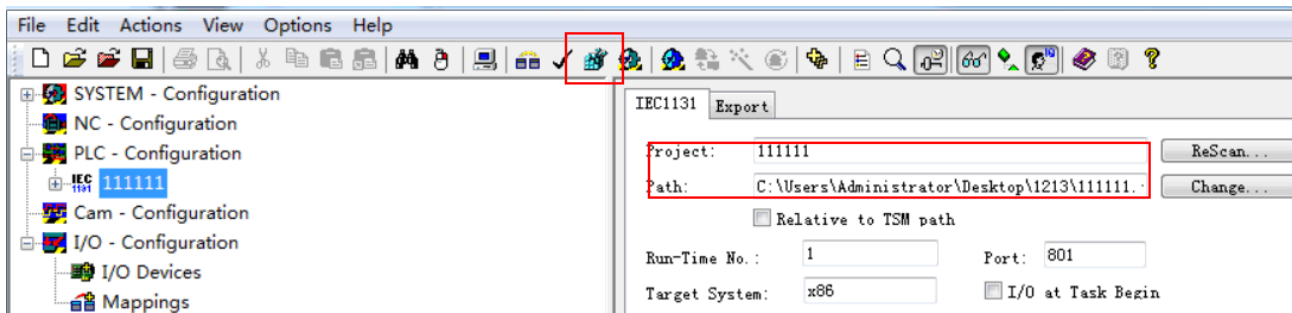 File Edit Actions View Options Help
SYSTEM - Configuration
NC - Configuration
PLC - Configuration
IEC 1131 111111
Cam - Configuration
I/O - Configuration
I/O Devices
Mappings
IEC1131 Export
Project: 111111 ReScan...
Path: C:\Users\Administrator\Desktop\1213\111111. Change...
Relative to TSM path
Run-Time No.: 1 Port: 801
Target System: x86 I/O at Task Begin